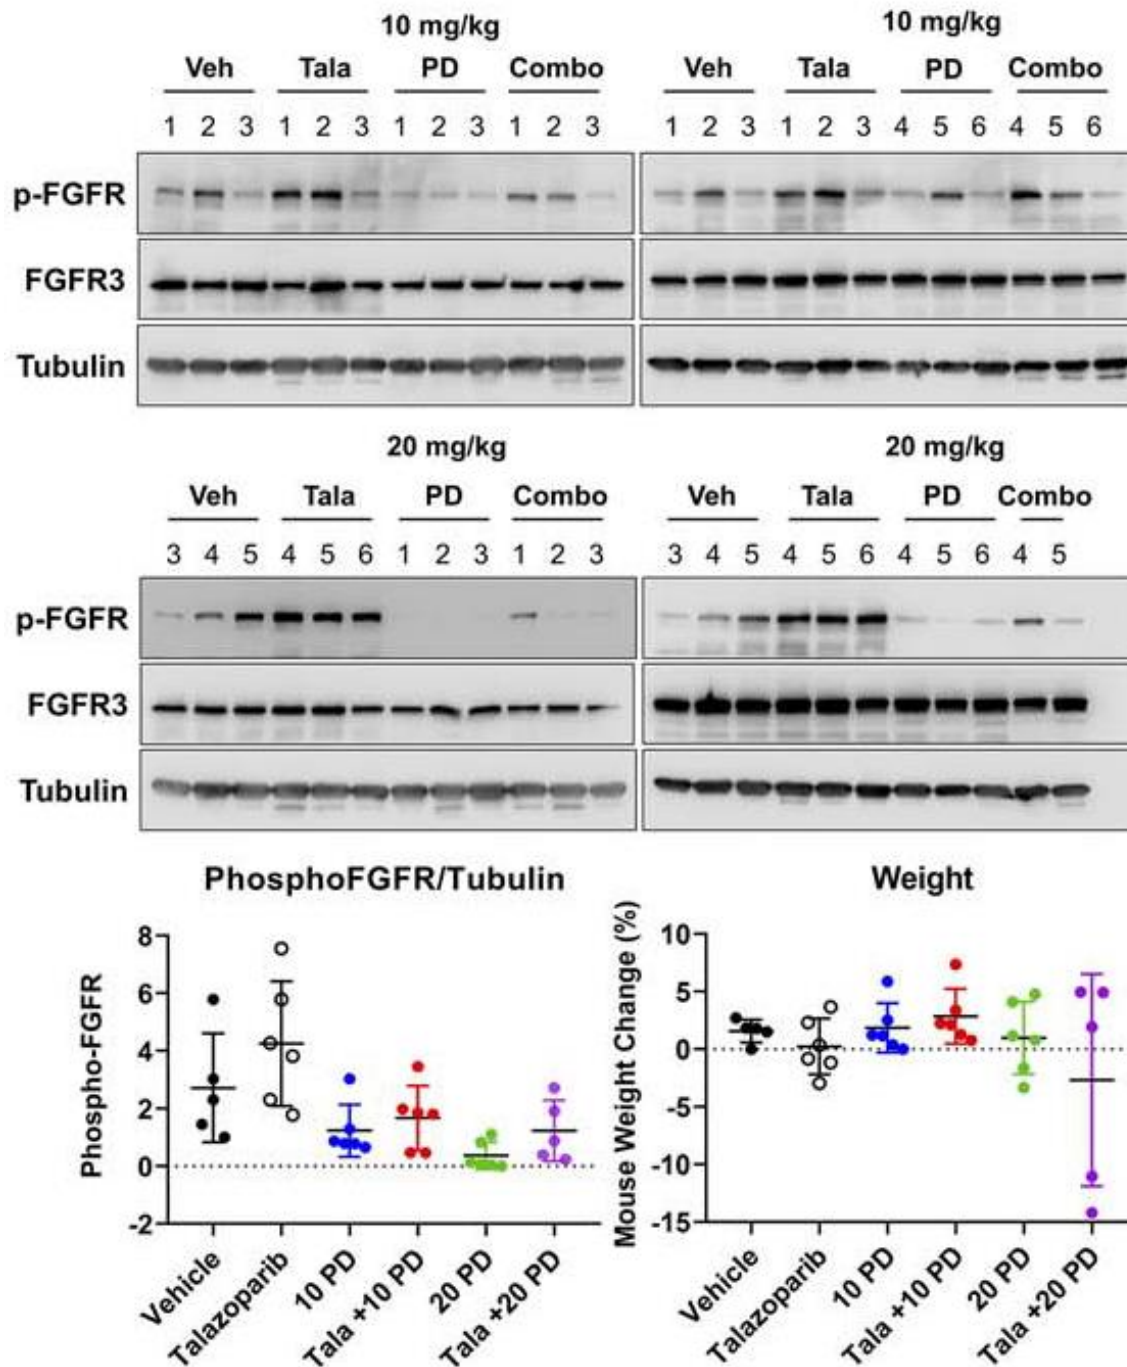 10 mg/kg 10 mg/kg
Veh Tala PD Combo Veh Tala PD Combo
1 2 3 1 2 3 1 2 3 1 2 3 1 2 3 1 2 3 4 5 6 4 5 6
p-FGFR
FGFR3
Tubulin
20 mg/kg 20 mg/kg
Veh Tala PD Combo Veh Tala PD Combo
3 4 5 4 5 6 1 2 3 1 2 3 3 4 5 4 5 6 4 5 6 4 5
p-FGFR
FGFR3
Tubulin
PhosphoFGFR/Tubulin
Phospho-FGFR
8
6
4
2
0
-2
Vehicle
Talazoparib
10 PD
Tala +10 PD
20 PD
Tala +20 PD
Weight
Mouse Weight Change (%)
10
5
0
-5
-10
-15
Vehicle
Talazoparib
10 PD
Tala +10 PD
20 PD
Tala +20 PD